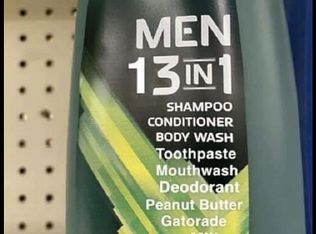 MEN
13 IN 1
SHAMPOO
CONDITIONER
BODY WASH
Toothpaste
Mouthwash
Deodorant
Peanut Butter
Gatorade